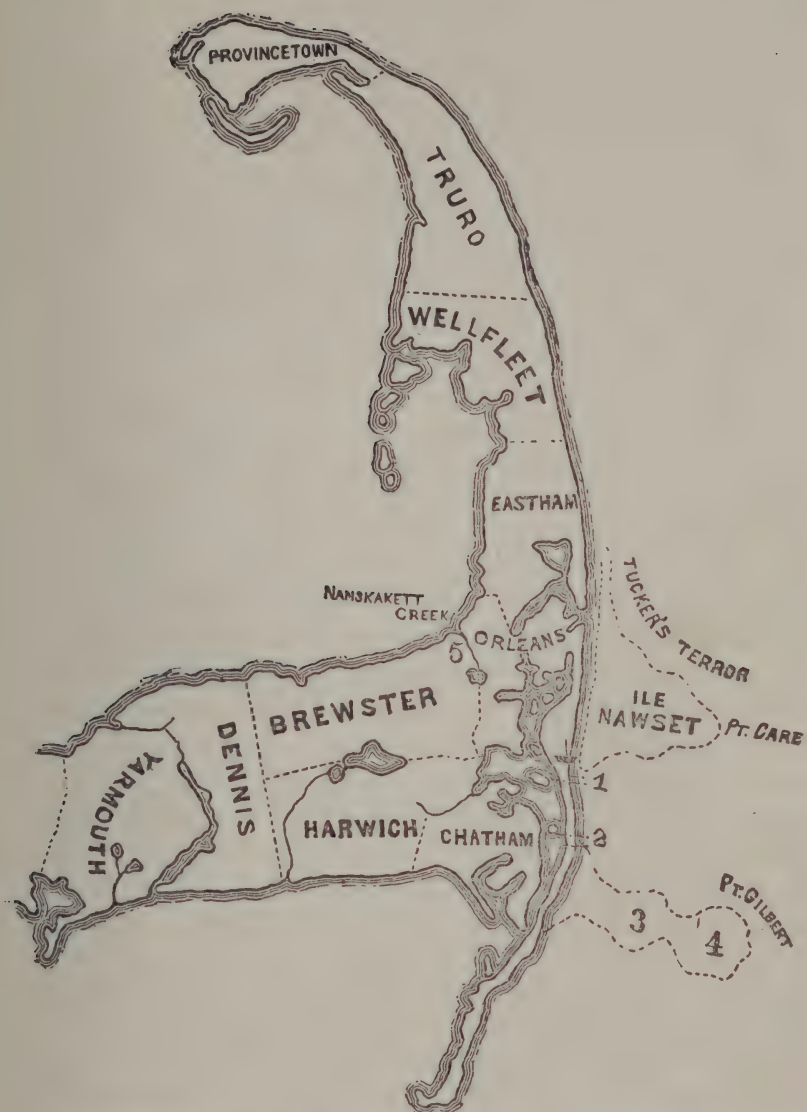 PROVINCETOWN
TRURO
WELLFLEET
EASTHAM
TUCKER'S TERROR
NAMSKAKETT
CREEK
ORLEANS
5
ILE
NAWSET
PT. CARE
BREWSTER
DENNIS
YARMOUTH
1
HARWICH
CHATHAM
2
PT. GILBERT
3
4